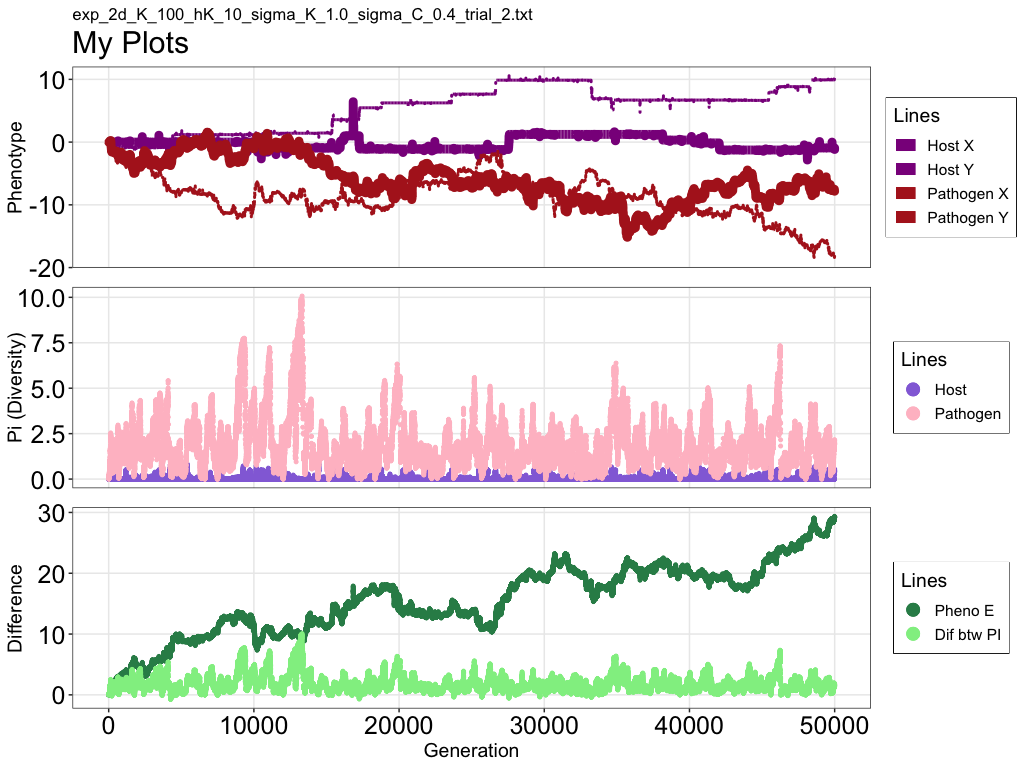 exp_2d_K_100_hK_10_sigma_K_1.0_sigma_C_0.4_trial_2.txt
My Plots
Phenotype
10
0
-10
-20
Lines
Host X
Host Y
Pathogen X
Pathogen Y
Pi (Diversity)
10.0
7.5
5.0
2.5
0.0
Lines
Host
Pathogen
Difference
30
20
10
0
Lines
Pheno E
Dif btw PI
0 10000 20000 30000 40000 50000
Generation